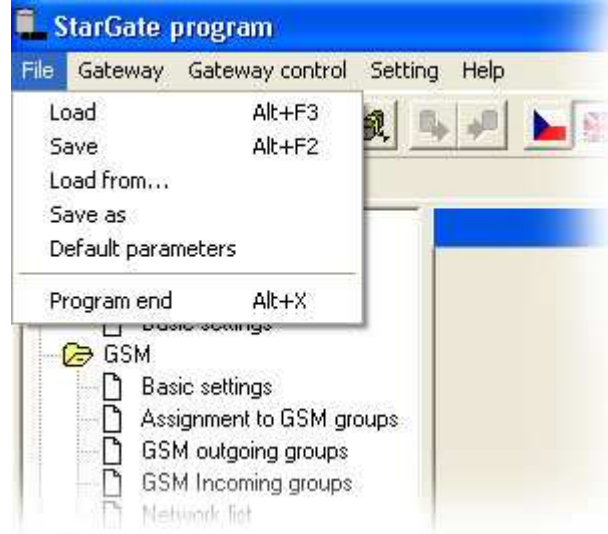 StarGate program
File Gateway Gateway control Setting Help
Load Alt+F3
Save Alt+F2
Load from...
Save as
Default parameters
Program end Alt+X
Basic settings
GSM
Basic settings
Assignment to GSM groups
GSM outgoing groups
GSM Incoming groups
Network list